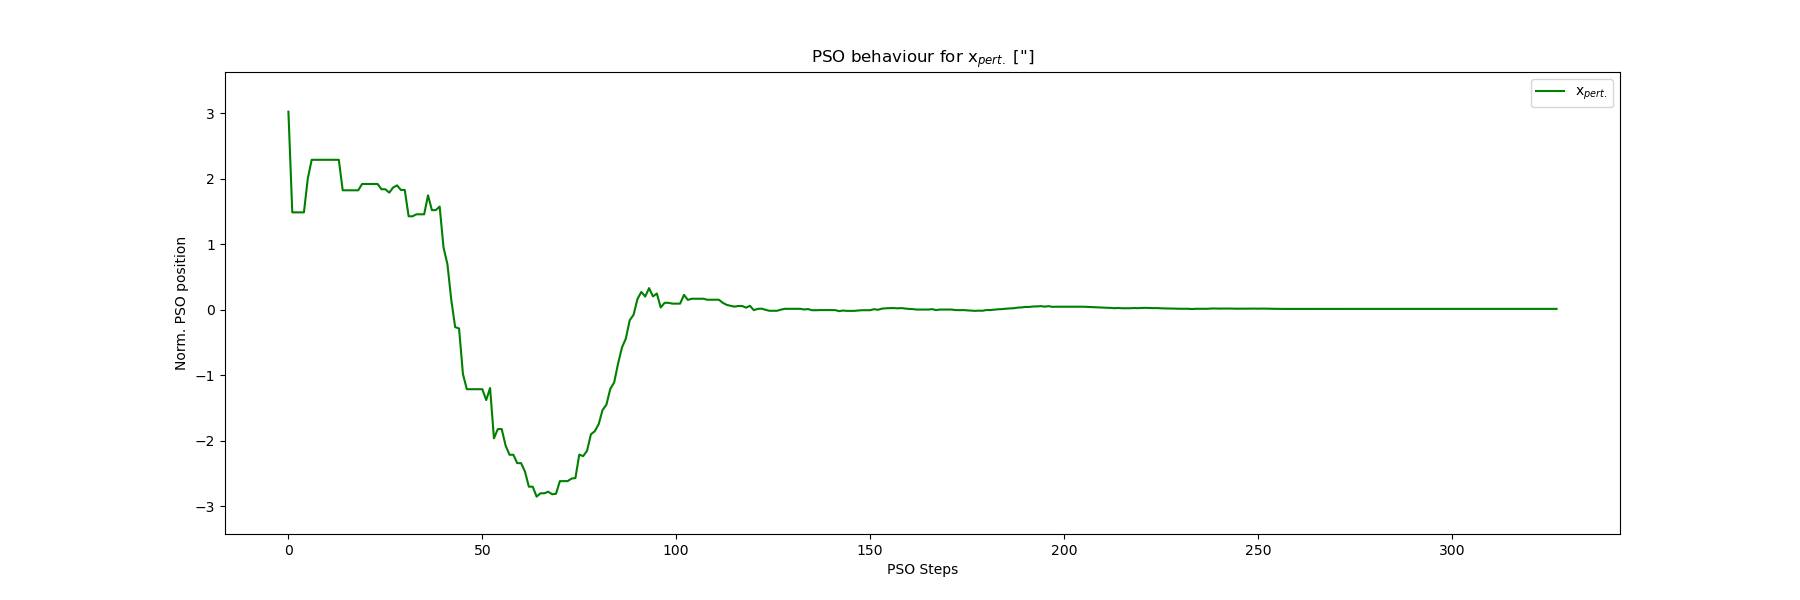 PSO behaviour for x_pert. ["]
x_pert.
3
2
1
0
−1
−2
−3
Norm. PSO position
0 50 100 150 200 250 300
PSO Steps